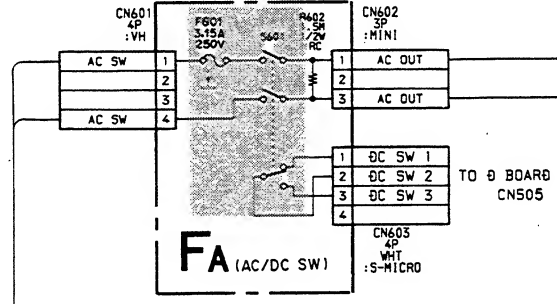 CN601
4P
:VH
AC SW 1
2
3
AC SW 4
F601
3.15A
250V
S601
R602
.5M
/2W
RC
CN602
3P
:MINI
1 AC OUT
2
3 AC OUT
1 DC SW 1
2 DC SW 2
3 DC SW 3
4
TO D BOARD
CN505
CN603
4P
WHT
:S-MICRO
FA (AC/DC SW)